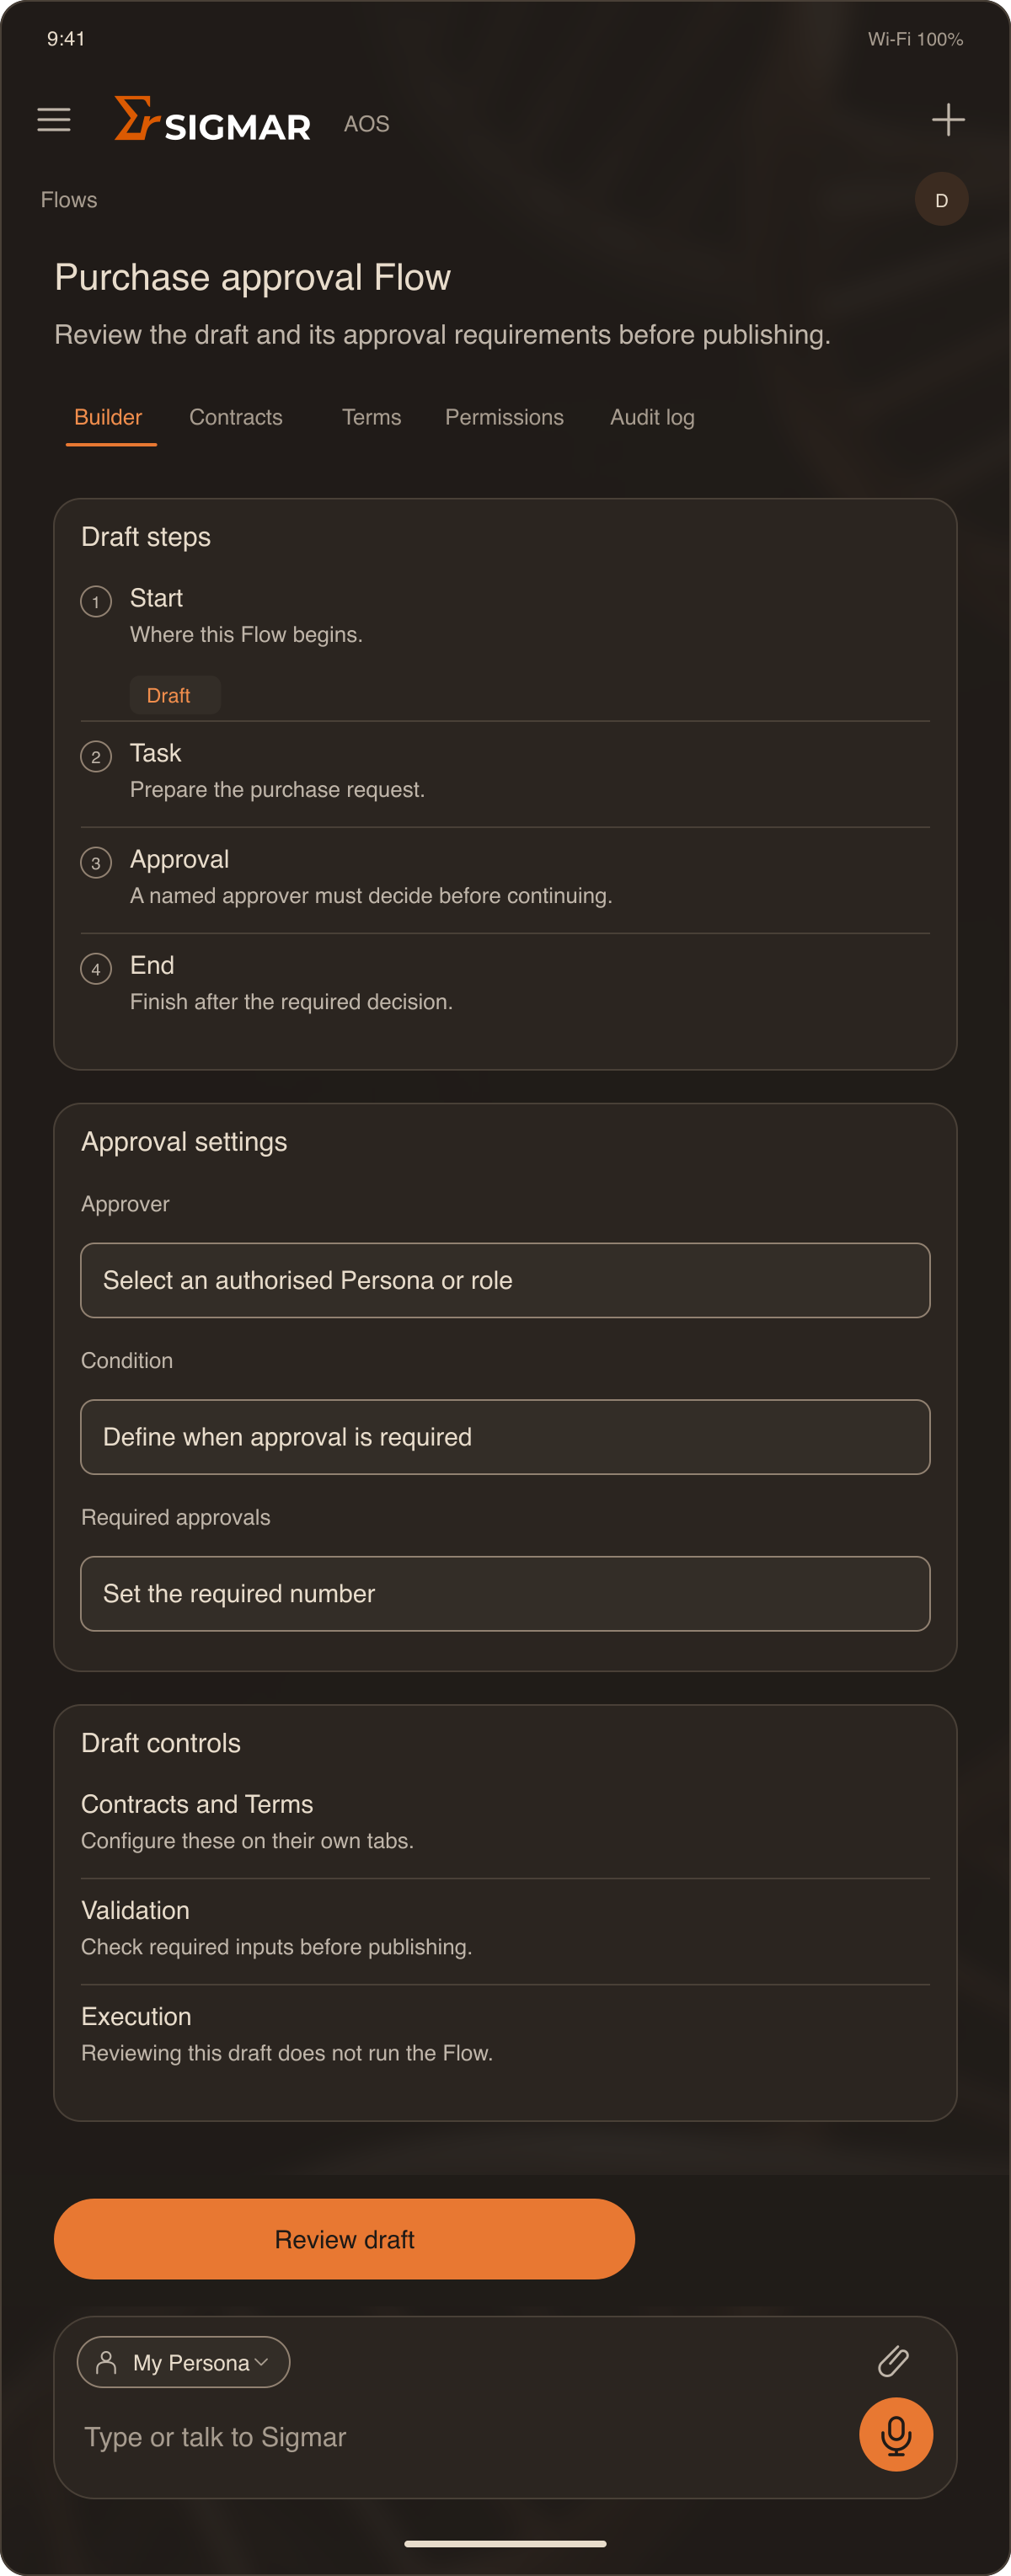 9:41
Wi-Fi 100%
Σr SIGMAR AOS
Flows
D
Purchase approval Flow
Review the draft and its approval requirements before publishing.
Builder Contracts Terms Permissions Audit log
Draft steps
1 Start
Where this Flow begins.
Draft
2 Task
Prepare the purchase request.
3 Approval
A named approver must decide before continuing.
4 End
Finish after the required decision.
Approval settings
Approver
Select an authorised Persona or role
Condition
Define when approval is required
Required approvals
Set the required number
Draft controls
Contracts and Terms
Configure these on their own tabs.
Validation
Check required inputs before publishing.
Execution
Reviewing this draft does not run the Flow.
Review draft
My Persona
Type or talk to Sigmar